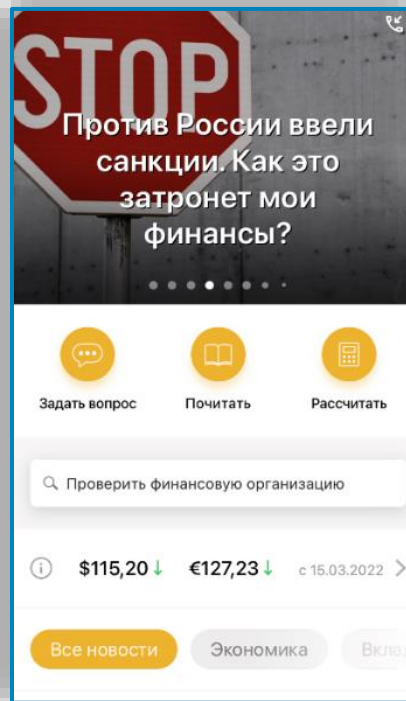 STOP
Против России ввели
санкции. Как это
затронет мои
финансы?
Задать вопрос
Почитать
Рассчитать
Проверить финансовую организацию
$115,20↓ €127,23↓ с 15.03.2022
Все новости
Экономика
Вкла